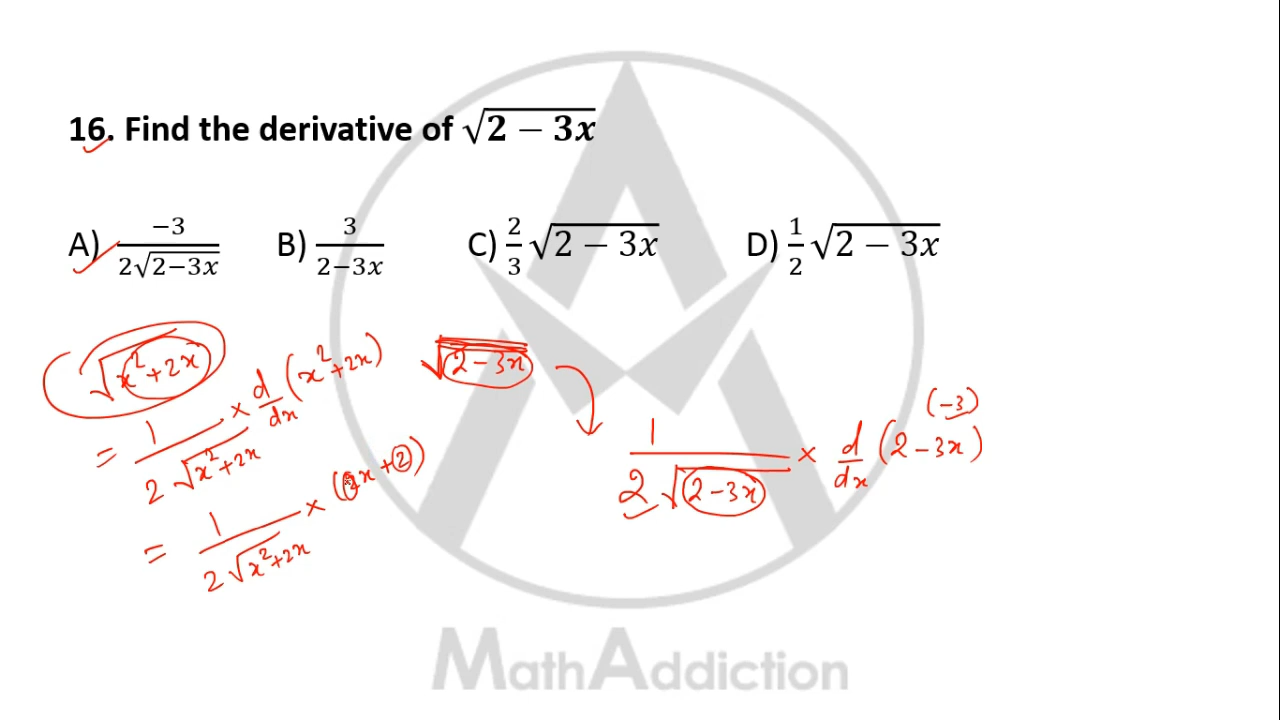 16. Find the derivative of √(2 − 3x)
A) −3/(2√(2−3x)) B) 3/(2−3x) C) 2/3 √(2 − 3x) D) 1/2 √(2 − 3x)
√(x²+2x)
= 1/(2√(x²+2x)) × d/dx (x²+2x)
= 1/(2√(x²+2x)) × (2x+2)
√(2−3x)
(−3)
1/(2√(2−3x)) × d/dx (2−3x)
MathAddiction